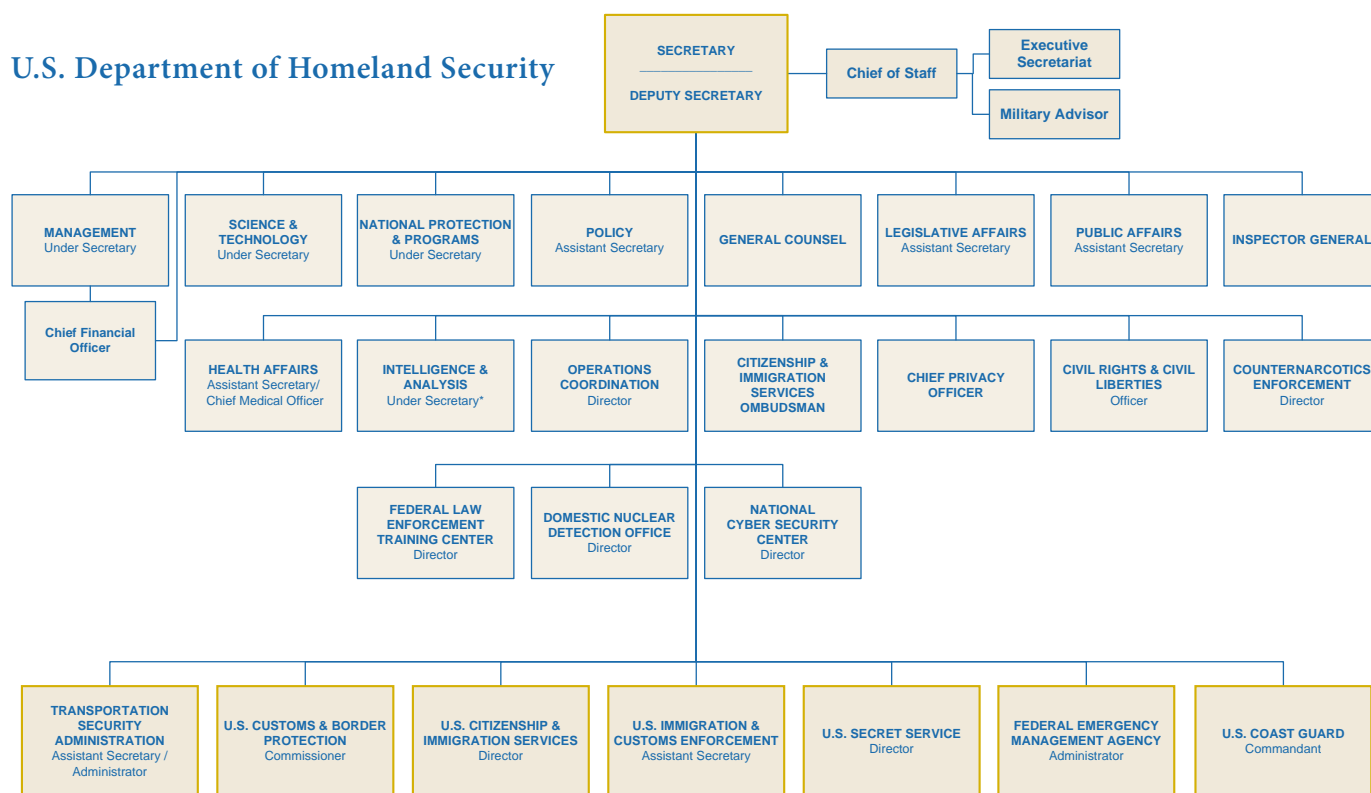 U.S. Department of Homeland Security
SECRETARY
DEPUTY SECRETARY
Chief of Staff
Executive
Secretariat
Military Advisor
MANAGEMENT
Under Secretary
SCIENCE &
TECHNOLOGY
Under Secretary
NATIONAL PROTECTION
& PROGRAMS
Under Secretary
POLICY
Assistant Secretary
GENERAL COUNSEL
LEGISLATIVE AFFAIRS
Assistant Secretary
PUBLIC AFFAIRS
Assistant Secretary
INSPECTOR GENERAL
Chief Financial
Officer
HEALTH AFFAIRS
Assistant Secretary/
Chief Medical Officer
INTELLIGENCE &
ANALYSIS
Under Secretary*
OPERATIONS
COORDINATION
Director
CITIZENSHIP &
IMMIGRATION
SERVICES
OMBUDSMAN
CHIEF PRIVACY
OFFICER
CIVIL RIGHTS & CIVIL
LIBERTIES
Officer
COUNTERNARCOTICS
ENFORCEMENT
Director
FEDERAL LAW
ENFORCEMENT
TRAINING CENTER
Director
DOMESTIC NUCLEAR
DETECTION OFFICE
Director
NATIONAL
CYBER SECURITY
CENTER
Director
TRANSPORTATION
SECURITY
ADMINISTRATION
Assistant Secretary /
Administrator
U.S. CUSTOMS & BORDER
PROTECTION
Commissioner
U.S. CITIZENSHIP &
IMMIGRATION SERVICES
Director
U.S. IMMIGRATION &
CUSTOMS ENFORCEMENT
Assistant Secretary
U.S. SECRET SERVICE
Director
FEDERAL EMERGENCY
MANAGEMENT AGENCY
Administrator
U.S. COAST GUARD
Commandant